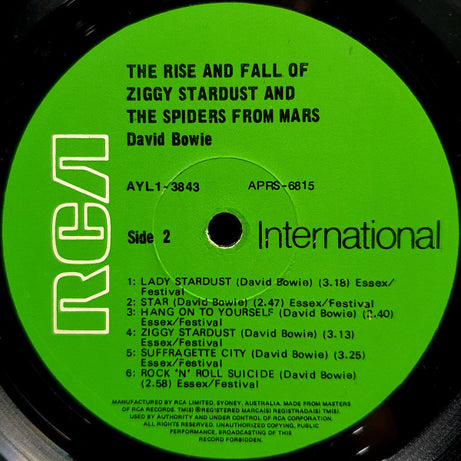 THE RISE AND FALL OF
ZIGGY STARDUST AND
THE SPIDERS FROM MARS
David Bowie
AYL1-3843 APRS-6815
RCA
Side 2 International
1: LADY STARDUST (David Bowie) (3.18) Essex/
Festival
2: STAR (David Bowie) (2.47) Essex/Festival
3: HANG ON TO YOURSELF (David Bowie) (2.40)
Essex/Festival
4: ZIGGY STARDUST (David Bowie) (3.13)
Essex/Festival
5: SUFFRAGETTE CITY (David Bowie) (3.25)
Essex/Festival
6: ROCK 'N' ROLL SUICIDE (David Bowie)
(2.58) Essex/Festival
MANUFACTURED BY RCA LIMITED, SYDNEY, AUSTRALIA. MADE FROM MASTERS
OF RCA RECORDS. TM(S) ® REGISTERED MARCA(S) REGISTRADA(S) TM(S).
USED BY AUTHORITY AND UNDER CONTROL OF RCA CORPORATION.
ALL RIGHTS RESERVED. UNAUTHORIZED COPYING, PUBLIC
PERFORMANCE, BROADCASTING OF THIS
RECORD FORBIDDEN.